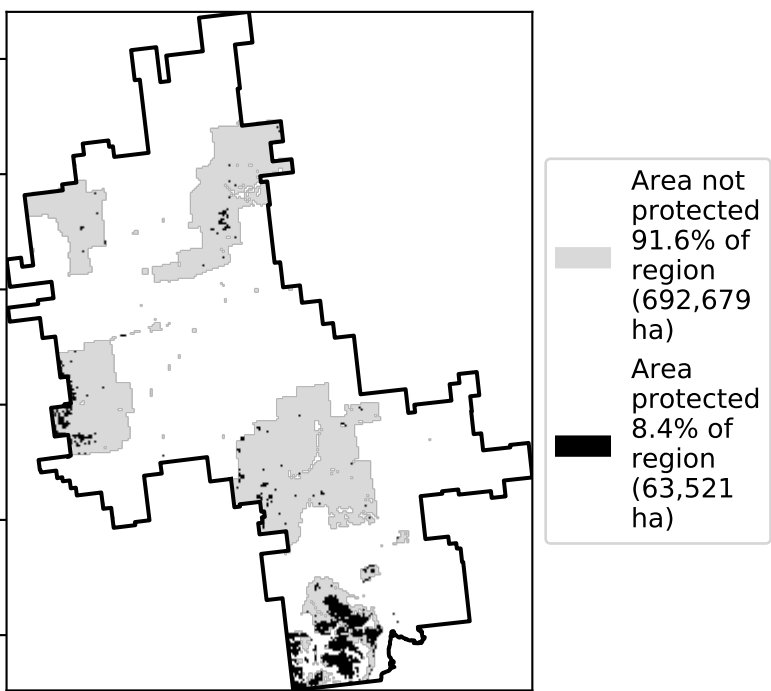 Area not
protected
91.6% of
region
(692,679
ha)
Area
protected
8.4% of
region
(63,521
ha)